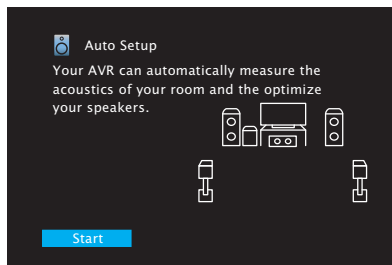 Auto Setup
Your AVR can automatically measure the
acoustics of your room and the optimize
your speakers.
Start